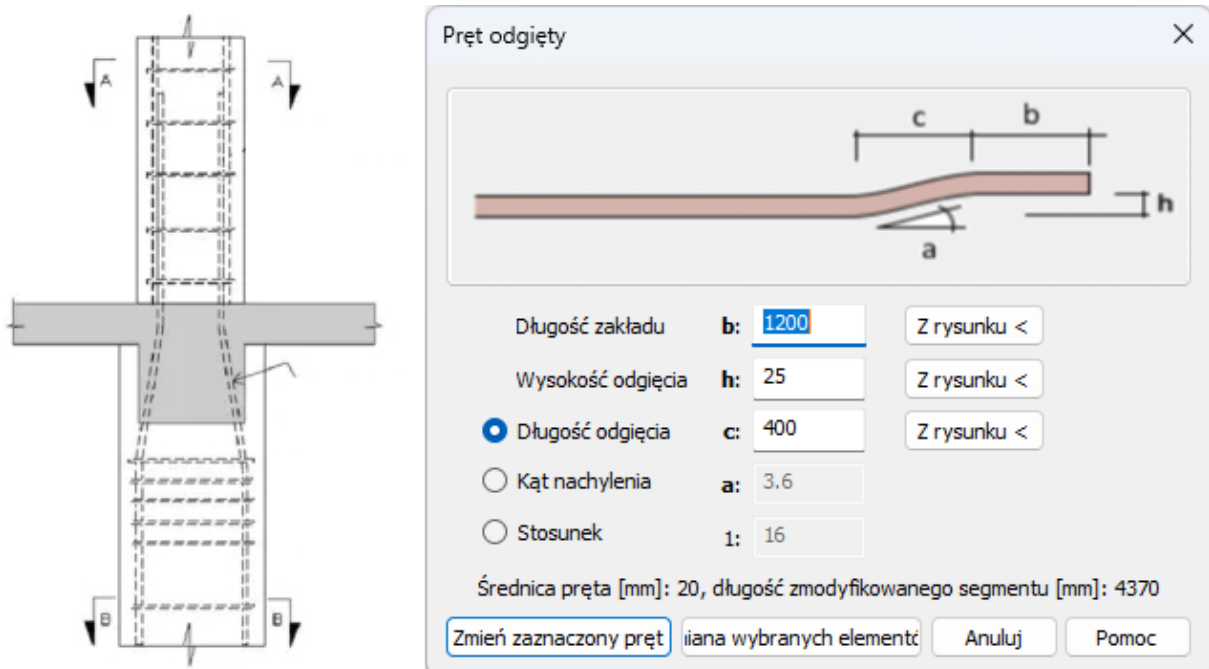 A
A
B
B
Pręt odgięty
c
b
h
a
Długość zakładu b: 1200 Z rysunku <
Wysokość odgięcia h: 25 Z rysunku <
Długość odgięcia c: 400 Z rysunku <
Kąt nachylenia a: 3.6
Stosunek 1: 16
Średnica pręta [mm]: 20, długość zmodyfikowanego segmentu [mm]: 4370
Zmień zaznaczony pręt iana wybranych elementó Anuluj Pomoc